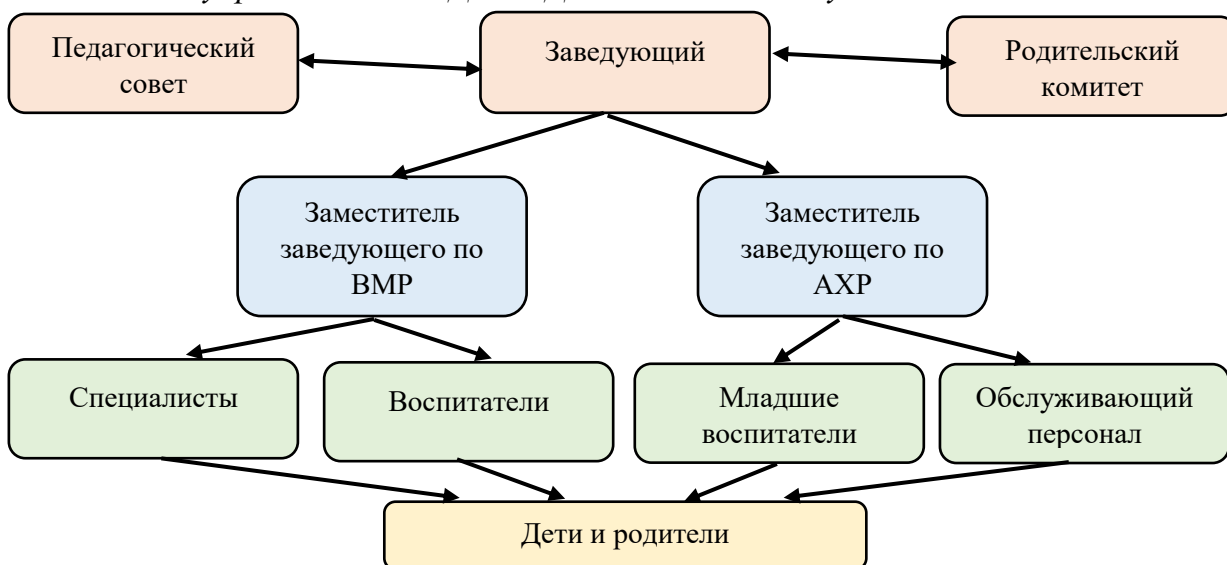 Педагогический
совет
Заведующий
Родительский
комитет
Заместитель
заведующего по
ВМР
Заместитель
заведующего по
АХР
Специалисты
Воспитатели
Младшие
воспитатели
Обслуживающий
персонал
Дети и родители